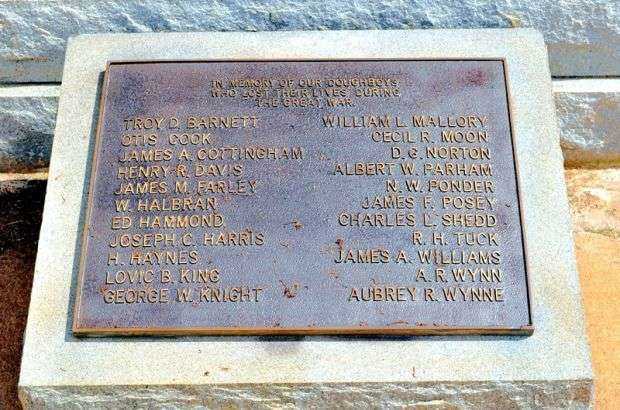 IN MEMORY OF OUR DOUGHBOYS
WHO LOST THEIR LIVES DURING
THE GREAT WAR.
TROY D. BARNETT
OTIS COOK
JAMES A. COTTINGHAM
HENRY R. DAVIS
JAMES M. FARLEY
W. HALBRAN
ED HAMMOND
JOSEPH C. HARRIS
H. HAYNES
LOVIC B. KING
GEORGE W. KNIGHT
WILLIAM L. MALLORY
CECIL R. MOON
D. G. NORTON
ALBERT W. PARHAM
N. W. PONDER
JAMES F. POSEY
CHARLES L. SHEDD
R. H. TUCK
JAMES A. WILLIAMS
A. R. WYNN
AUBREY R. WYNNE